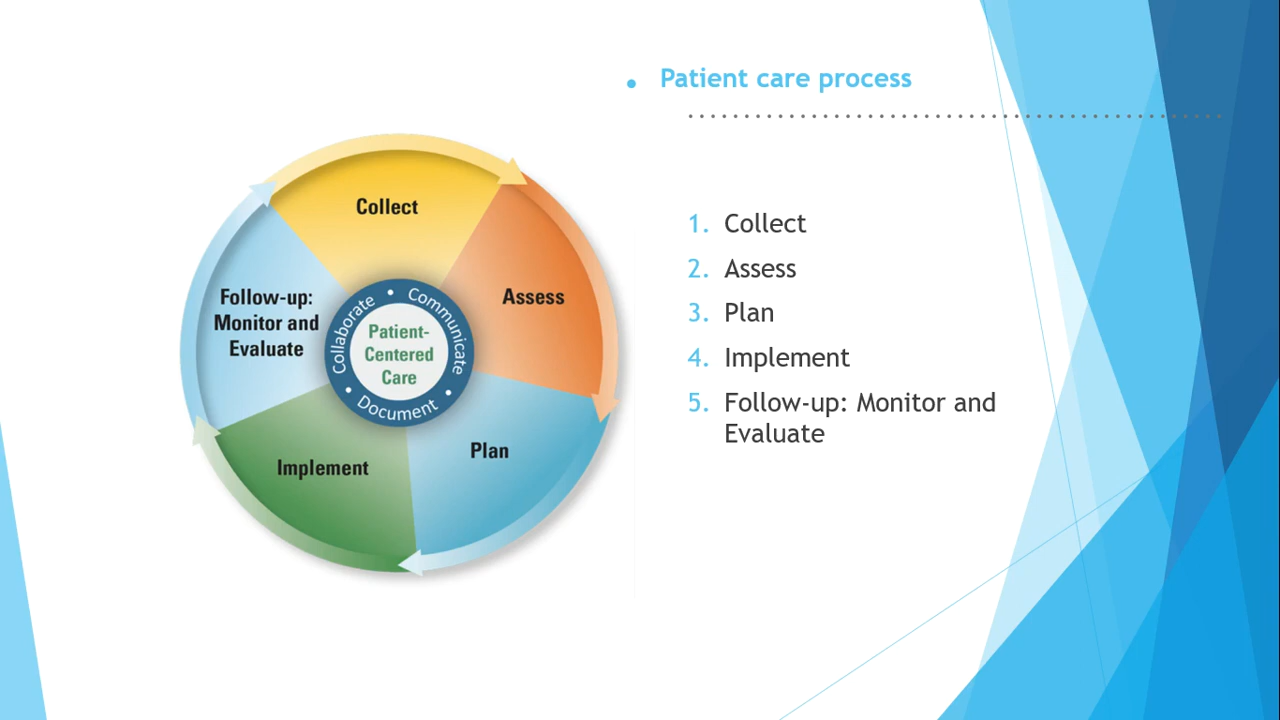 • Patient care process
Collect
Assess
Plan
Implement
Follow-up:
Monitor and
Evaluate
Collaborate • Communicate • Document •
Patient-
Centered
Care
1. Collect
2. Assess
3. Plan
4. Implement
5. Follow-up: Monitor and
Evaluate